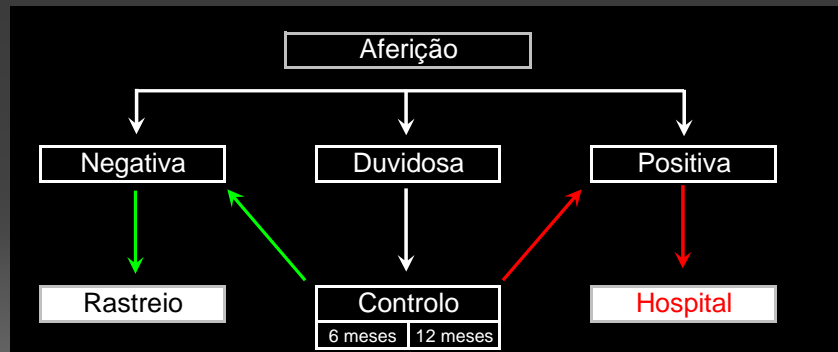 Aferição
Negativa Duvidosa Positiva
Rastreio Controlo Hospital
6 meses 12 meses